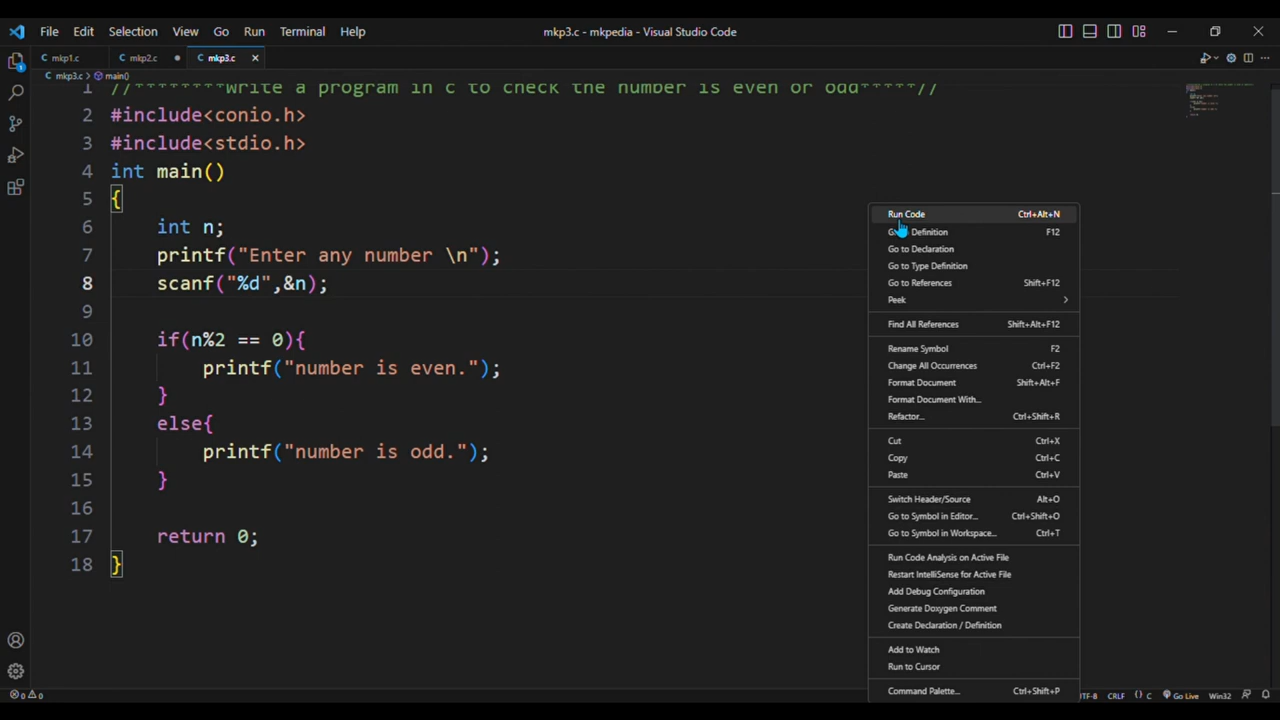 File Edit Selection View Go Run Terminal Help mkp3.c - mkpedia - Visual Studio Code
C mkp1.c C mkp2.c C mkp3.c
C mkp3.c > main()
1 //********Write a program in c to check the number is even or odd*****//
2 #include<conio.h>
3 #include<stdio.h>
4 int main()
5 {
6 int n;
7 printf("Enter any number \n");
8 scanf("%d",&n);
9
10 if(n%2 == 0){
11 printf("number is even.");
12 }
13 else{
14 printf("number is odd.");
15 }
16
17 return 0;
18 }
Run Code Ctrl+Alt+N
Definition F12
Go to Declaration
Go to Type Definition
Go to References Shift+F12
Peek >
Find All References Shift+Alt+F12
Rename Symbol F2
Change All Occurrences Ctrl+F2
Format Document Shift+Alt+F
Format Document With...
Refactor... Ctrl+Shift+R
Cut Ctrl+X
Copy Ctrl+C
Paste Ctrl+V
Switch Header/Source Alt+O
Go to Symbol in Editor... Ctrl+Shift+O
Go to Symbol in Workspace... Ctrl+T
Run Code Analysis on Active File
Restart IntelliSense for Active File
Add Debug Configuration
Generate Doxygen Comment
Create Declaration / Definition
Add to Watch
Run to Cursor
Command Palette... Ctrl+Shift+P
0 0 UTF-8 CRLF {} C Go Live Win32